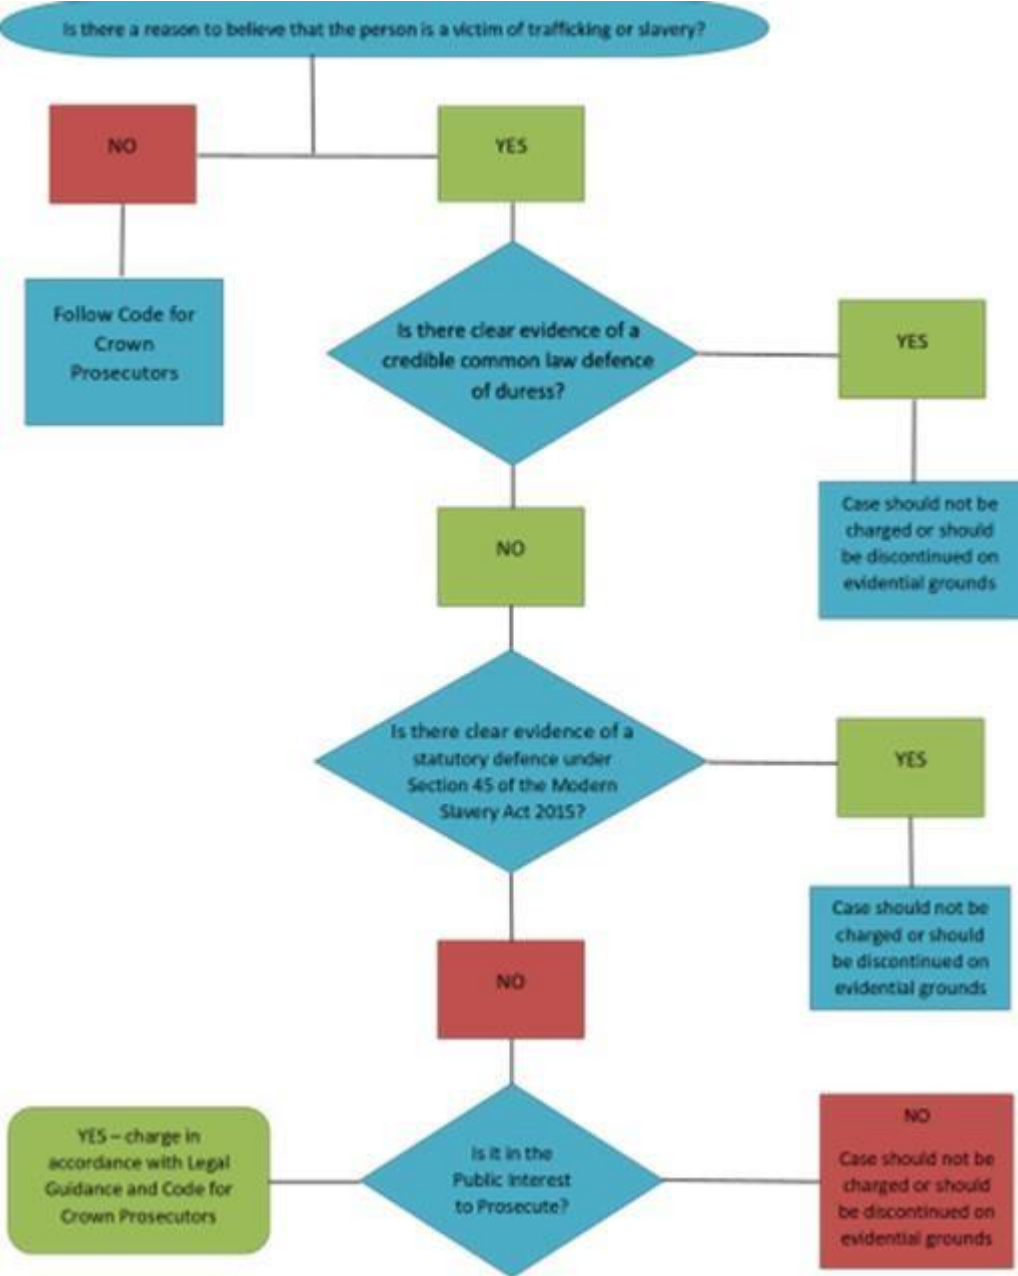 Is there a reason to believe that the person is a victim of trafficking or slavery?
NO
YES
Follow Code for
Crown
Prosecutors
Is there clear evidence of a
credible common law defence
of duress?
YES
Case should not be
charged or should
be discontinued on
evidential grounds
NO
Is there clear evidence of a
statutory defence under
Section 45 of the Modern
Slavery Act 2015?
YES
Case should not be
charged or should
be discontinued on
evidential grounds
NO
Is it in the
Public Interest
to Prosecute?
YES – charge in
accordance with Legal
Guidance and Code for
Crown Prosecutors
NO
Case should not be
charged or should
be discontinued on
evidential grounds